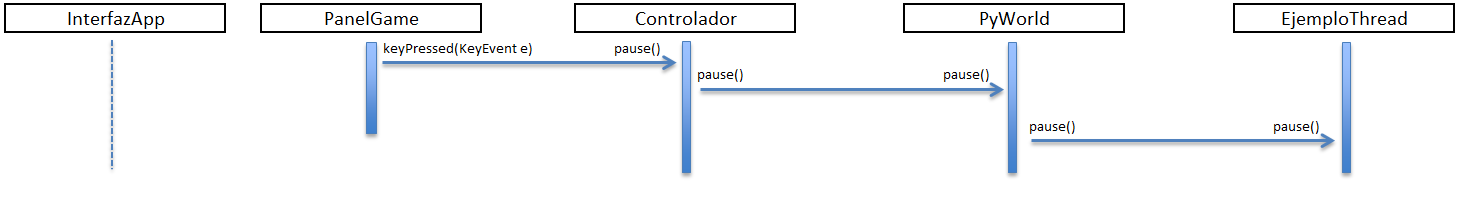 InterfazApp PanelGame Controlador PyWorld EjemploThread
keyPressed(KeyEvent e) pause()
pause() pause()
pause() pause()